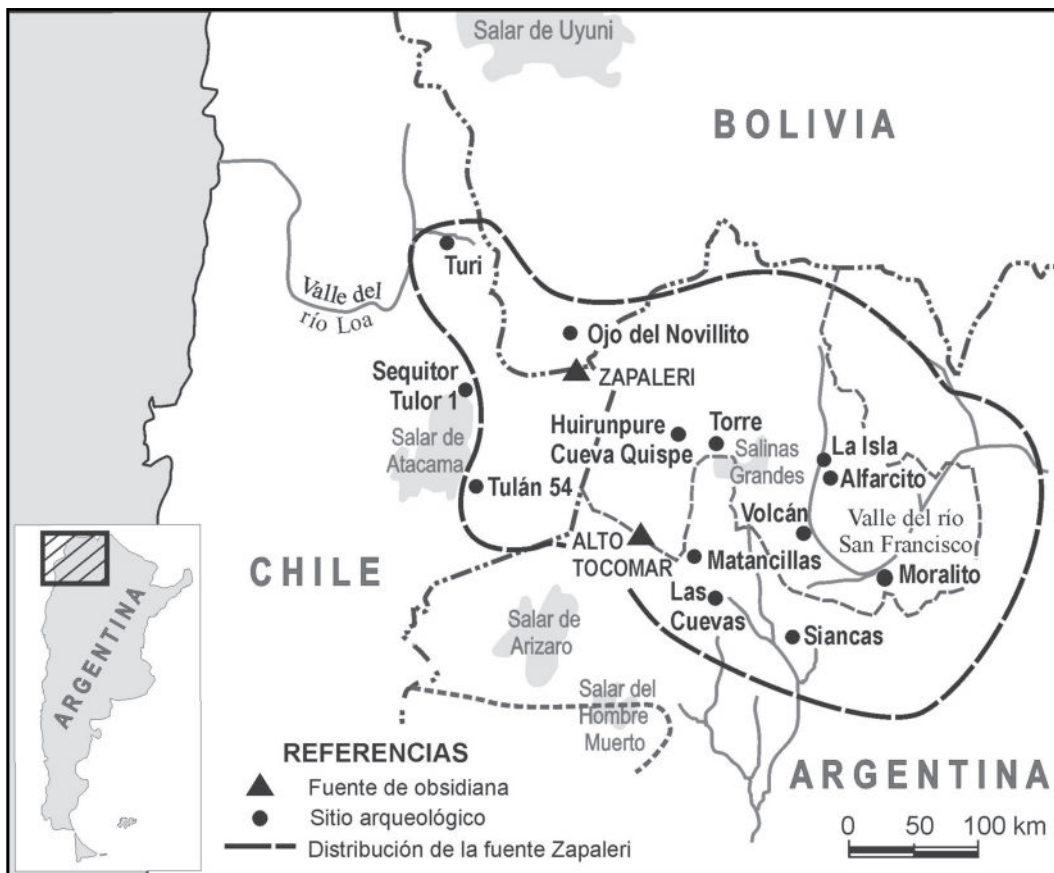 Salar de Uyuni
BOLIVIA
Turi
Valle del
río Loa
Ojo del Novillito
ZAPALERI
Sequitor
Tulor 1
Salar de
Atacama
Huirunpure
Cueva Quispe
Torre
Salinas
Grandes
La Isla
Alfarcito
Tulán 54
Volcán
Valle del río
San Francisco
ALTO
TOCOMAR
Matancillas
Moralito
CHILE
Las
Cuevas
Siancas
Salar de
Arizaro
Salar del
Hombre
Muerto
ARGENTINA
ARGENTINA
REFERENCIAS
Fuente de obsidiana
Sitio arqueológico
Distribución de la fuente Zapaleri
0 50 100 km